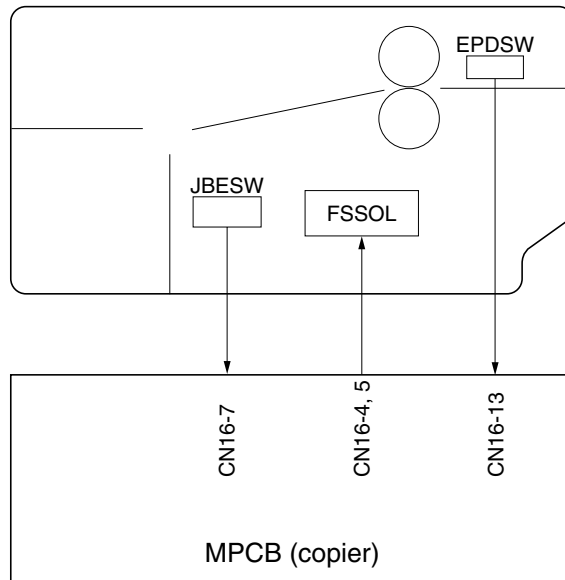 EPDSW
JBESW
FSSOL
CN16-7
CN16-4, 5
CN16-13
MPCB (copier)